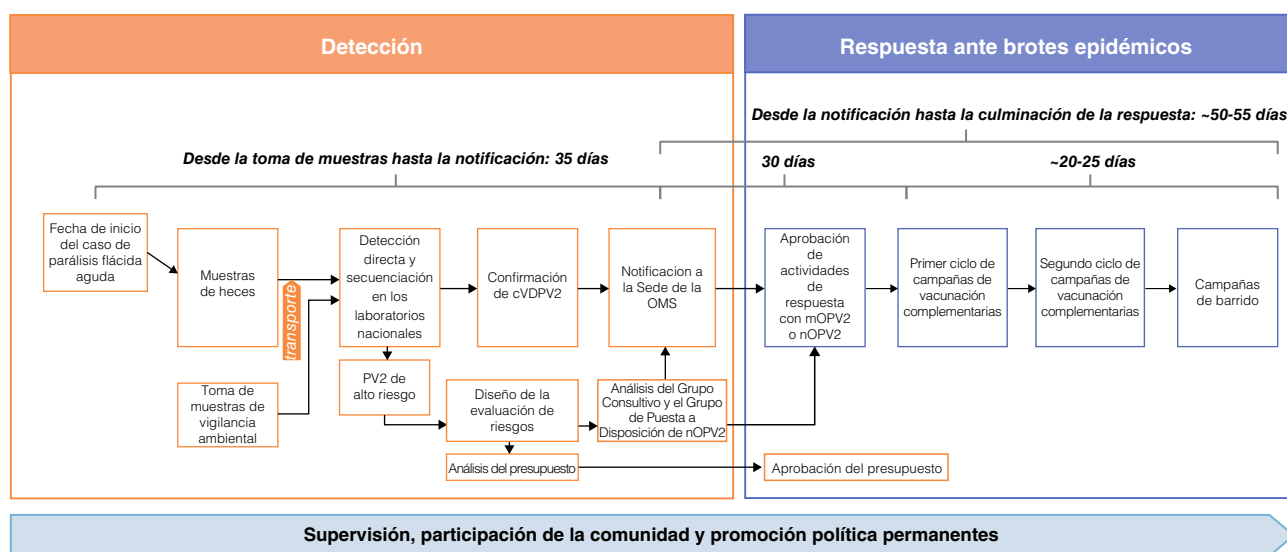 Detección
Respuesta ante brotes epidémicos
Desde la notificación hasta la culminación de la respuesta: ~50-55 días
Desde la toma de muestras hasta la notificación: 35 días
30 días
~20-25 días
Fecha de inicio
del caso de
parálisis flácida
aguda
Muestras
de heces
transporte
Detección
directa y
secuenciación
en los
laboratorios
nacionales
Confirmación
de cVDPV2
Notificacion a
la Sede de la
OMS
Aprobación
de
actividades
de respuesta
con mOPV2
o nOPV2
Primer ciclo de
campañas de
vacunación
complementarias
Segundo ciclo de
campañas de
vacunación
complementarias
Campañas
de barrido
Toma de
muestras de
vigilancia
ambiental
PV2 de
alto riesgo
Diseño de la
evaluación de
riesgos
Análisis del Grupo
Consultivo y el Grupo
de Puesta a
Disposición de nOPV2
Análisis del presupuesto
Aprobación del presupuesto
Supervisión, participación de la comunidad y promoción política permanentes